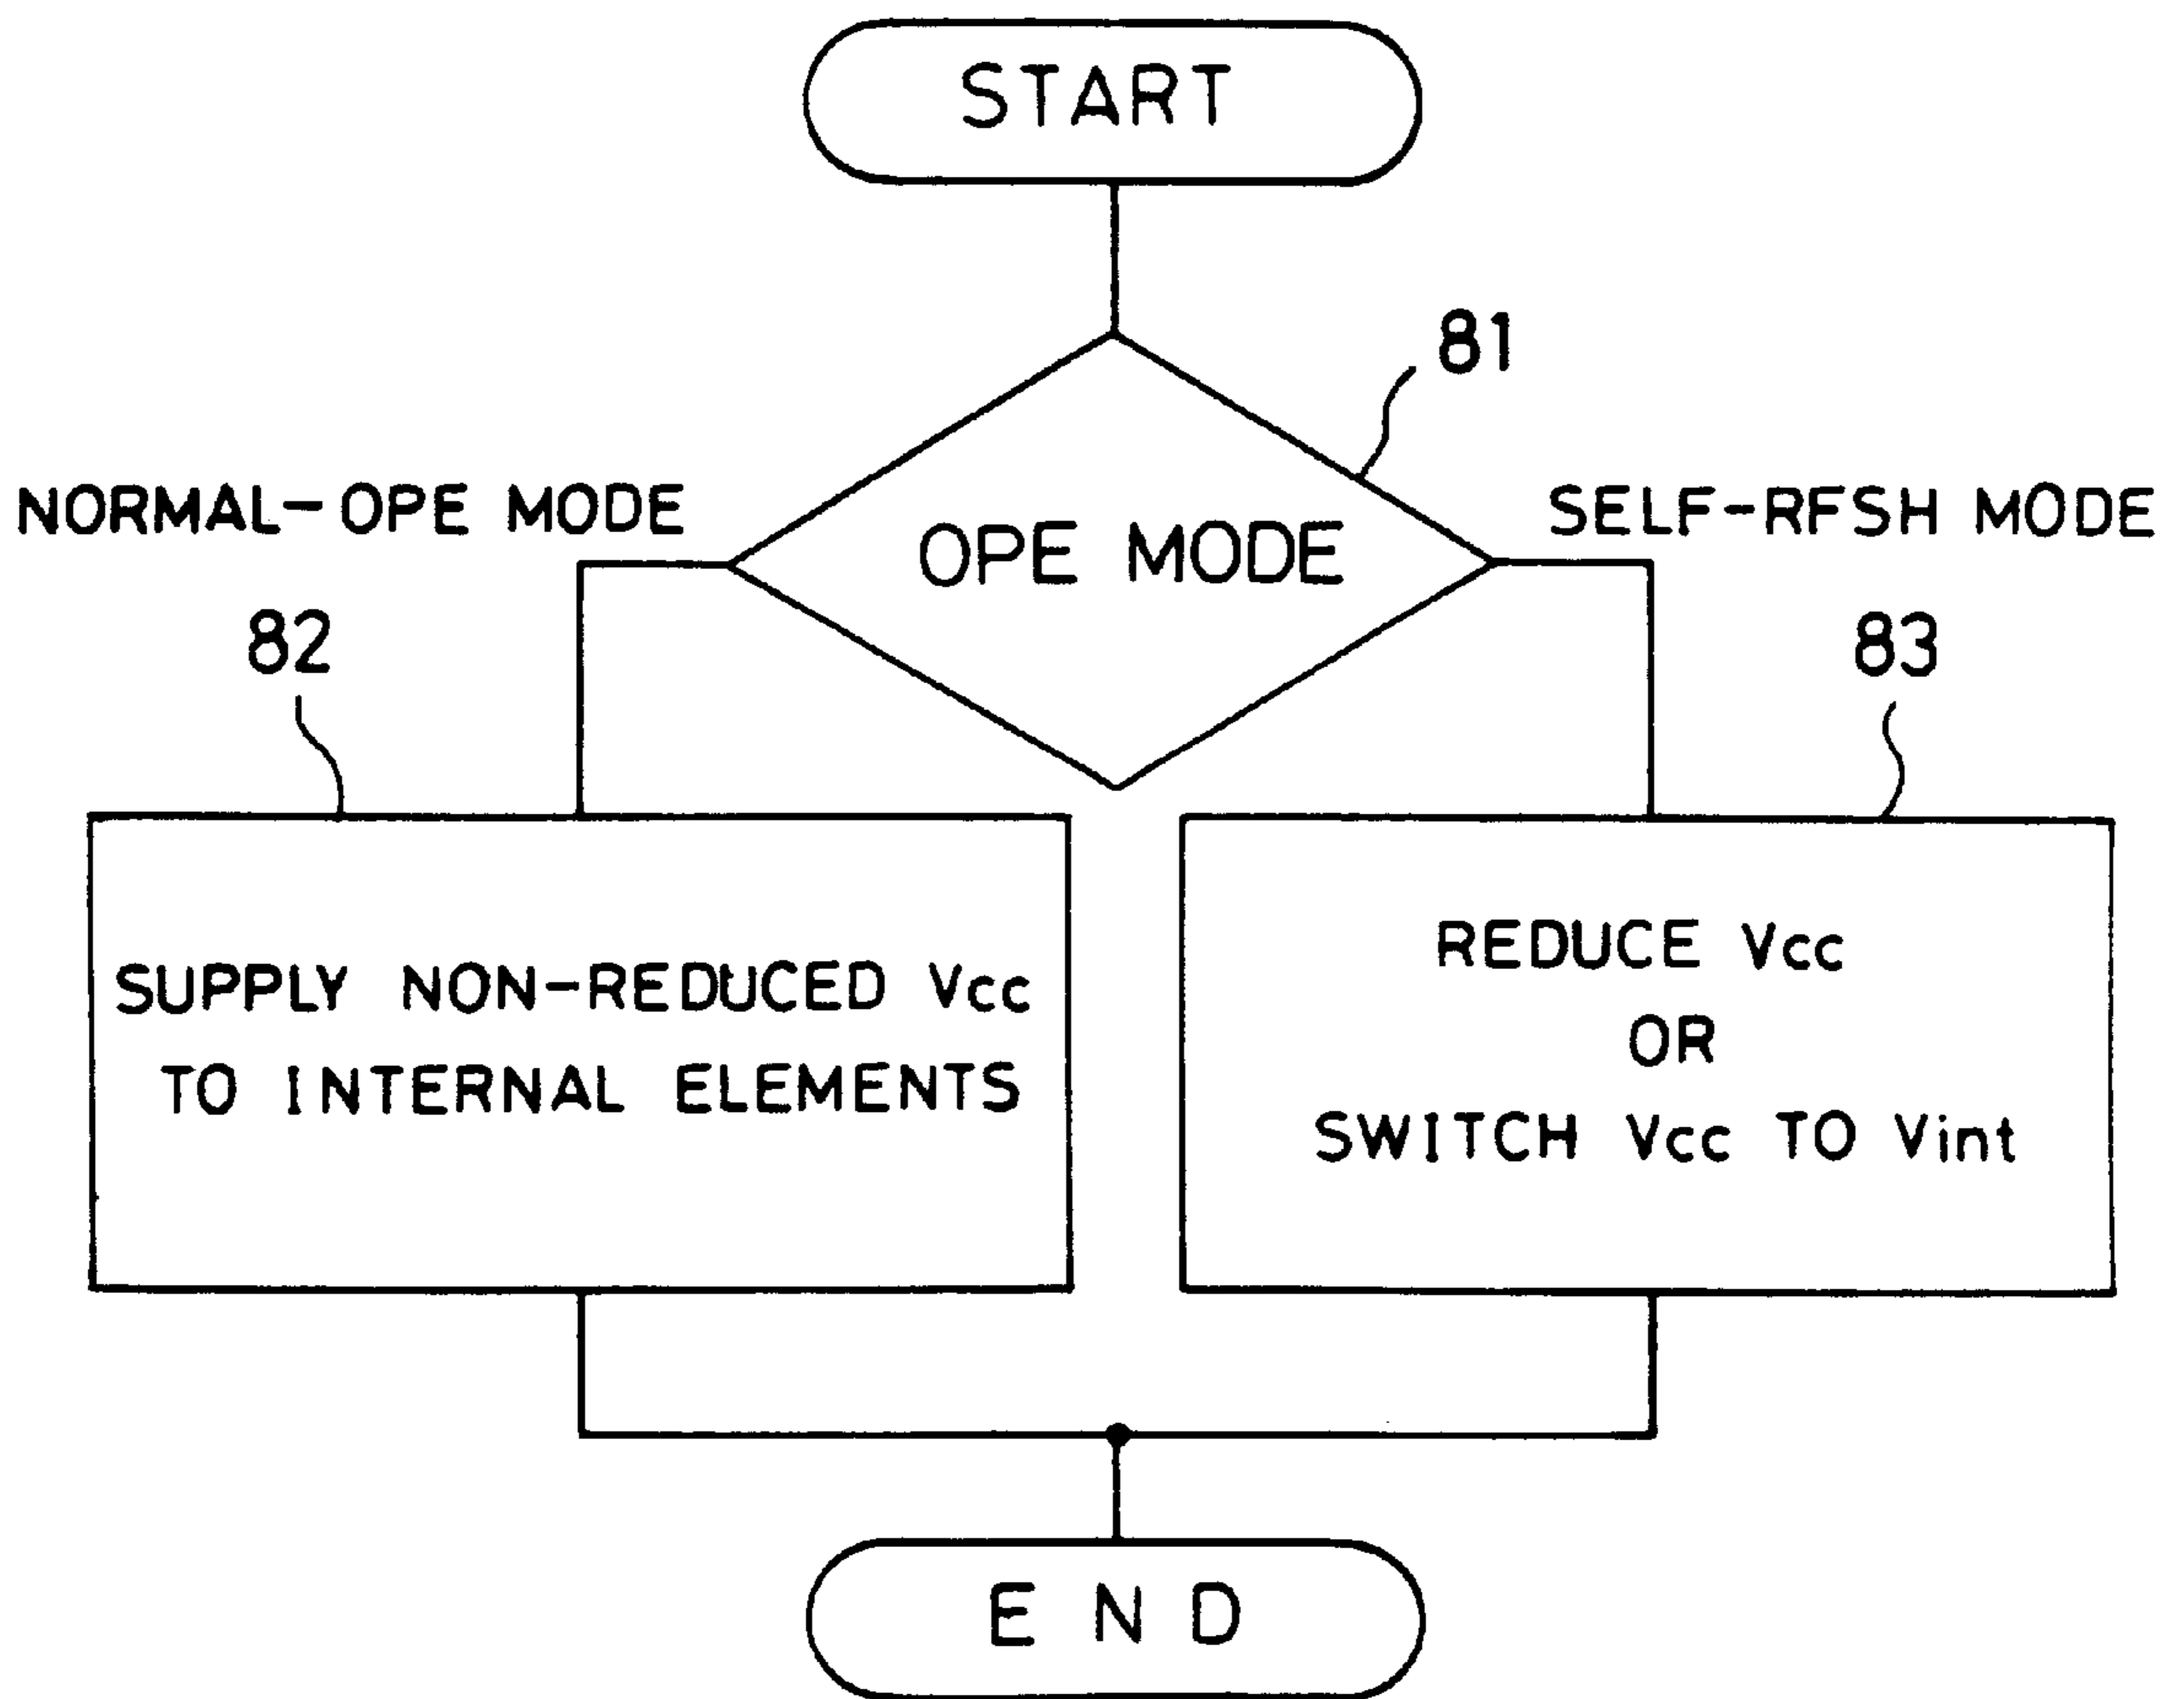 START
81
NORMAL-OPE MODE
OPE MODE
SELF-RFSH MODE
82
83
SUPPLY NON-REDUCED Vcc
TO INTERNAL ELEMENTS
REDUCE Vcc
OR
SWITCH Vcc TO Vint
END